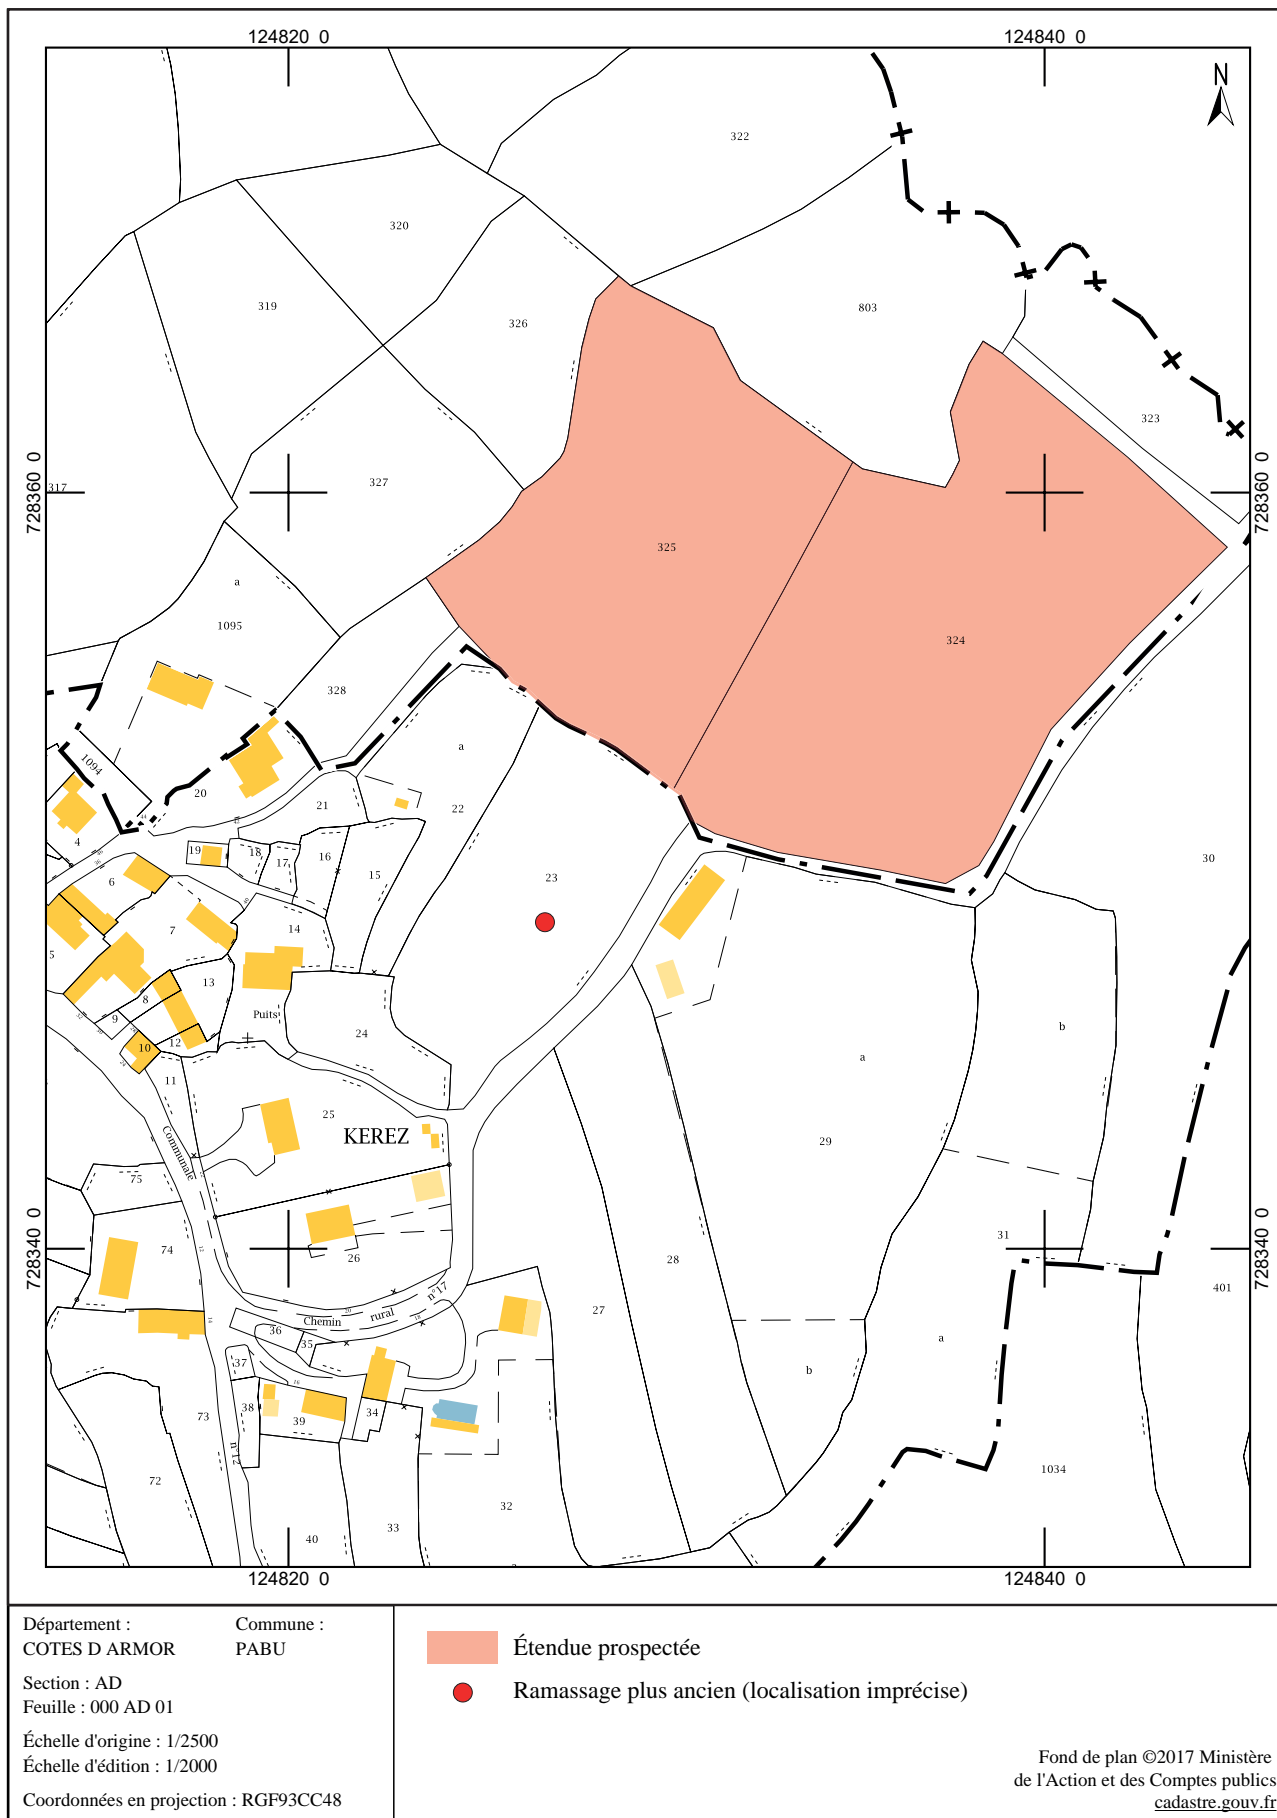 124820 0
124840 0
N
322
320
319
326
803
323
728360 0
317
327
728360 0
325
a
1095
324
328
a
1094
20
21
22
4
19
18
17
16
15
30
6
23
7
14
5
13
8
Puits
9
24
b
12
10
a
11
25
KEREZ
29
Communale
75
74
26
31
728340 0
728340 0
28
401
n°17
Chemin
rural
27
36
35
a
37
b
38
39
34
73
n°12
72
1034
32
33
40
124820 0
124840 0
Département :
Commune :
COTES D ARMOR
PABU
Section : AD
Feuille : 000 AD 01
Échelle d'origine : 1/2500
Échelle d'édition : 1/2000
Coordonnées en projection : RGF93CC48
Étendue prospectée
Ramassage plus ancien (localisation imprécise)
Fond de plan ©2017 Ministère
de l'Action et des Comptes publics
cadastre.gouv.fr